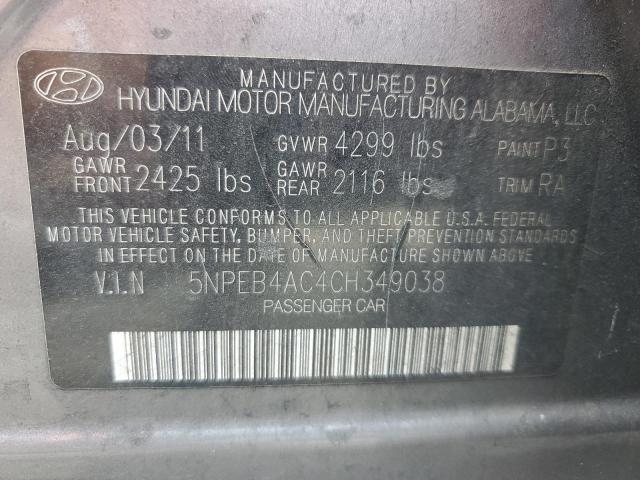 MANUFACTURED BY
HYUNDAI MOTOR MANUFACTURING ALABAMA, LLC
Aug/03/11 GVWR 4299 lbs PAINT P3
GAWR FRONT 2425 lbs GAWR REAR 2116 lbs TRIM RA
THIS VEHICLE CONFORMS TO ALL APPLICABLE U.S.A. FEDERAL
MOTOR VEHICLE SAFETY, BUMPER, AND THEFT PREVENTION STANDARDS
IN EFFECT ON THE DATE OF MANUFACTURE SHOWN ABOVE.
V.I.N 5NPEB4AC4CH349038
PASSENGER CAR